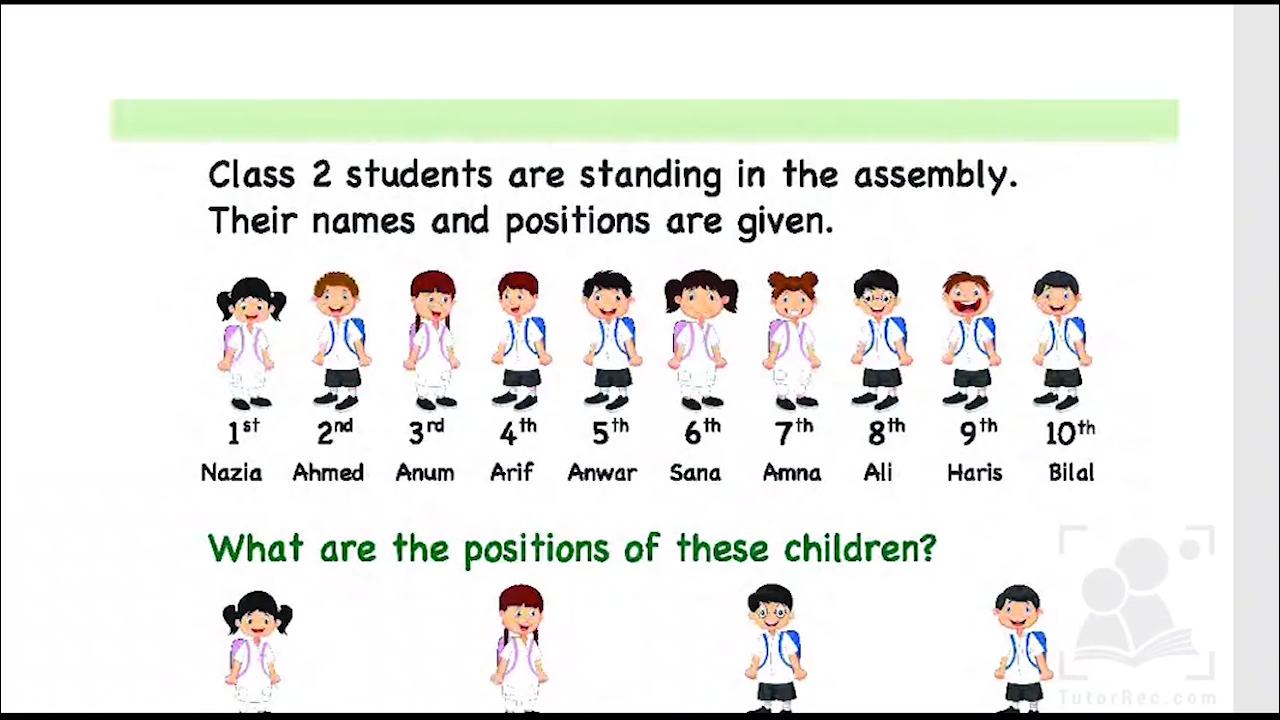 Class 2 students are standing in the assembly.
Their names and positions are given.
1st 2nd 3rd 4th 5th 6th 7th 8th 9th 10th
Nazia Ahmed Anum Arif Anwar Sana Amna Ali Haris Bilal
What are the positions of these children?
TutorRec.com